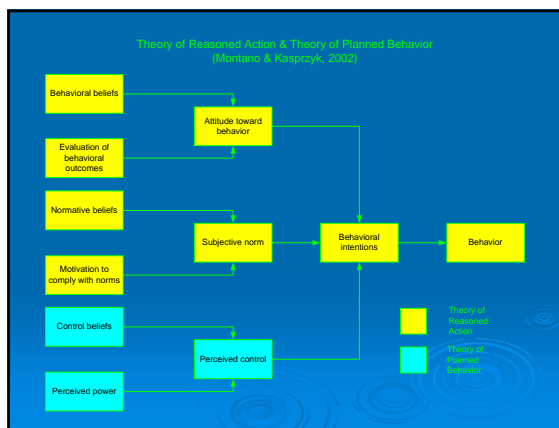 Theory of Reasoned Action & Theory of Planned Behavior
(Montano & Kasprzyk, 2002)
Behavioral beliefs
Attitude toward
behavior
Evaluation of
behavioral
outcomes
Normative beliefs
Subjective norm
Behavioral
intentions
Behavior
Motivation to
comply with norms
Control beliefs
Perceived control
Perceived power
Theory of
Reasoned
Action
Theory of
Planned
Behavior